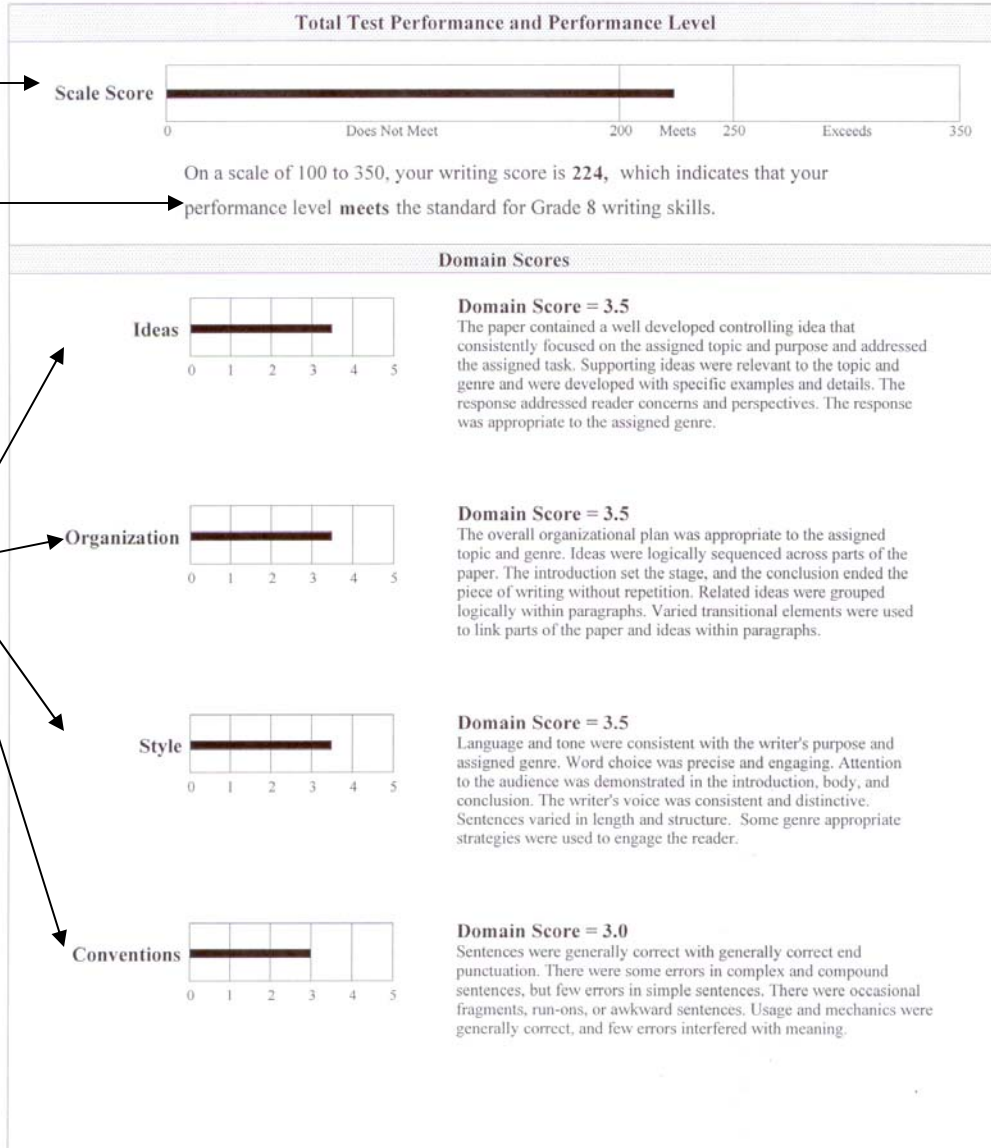 Total Test Performance and Performance Level
Scale Score
0 Does Not Meet 200 Meets 250 Exceeds 350
On a scale of 100 to 350, your writing score is 224, which indicates that your
performance level meets the standard for Grade 8 writing skills.
Domain Scores
Ideas
0 1 2 3 4 5
Domain Score = 3.5
The paper contained a well developed controlling idea that
consistently focused on the assigned topic and purpose and addressed
the assigned task. Supporting ideas were relevant to the topic and
genre and were developed with specific examples and details. The
response addressed reader concerns and perspectives. The response
was appropriate to the assigned genre.
Organization
0 1 2 3 4 5
Domain Score = 3.5
The overall organizational plan was appropriate to the assigned
topic and genre. Ideas were logically sequenced across parts of the
paper. The introduction set the stage, and the conclusion ended the
piece of writing without repetition. Related ideas were grouped
logically within paragraphs. Varied transitional elements were used
to link parts of the paper and ideas within paragraphs.
Style
0 1 2 3 4 5
Domain Score = 3.5
Language and tone were consistent with the writer's purpose and
assigned genre. Word choice was precise and engaging. Attention
to the audience was demonstrated in the introduction, body, and
conclusion. The writer's voice was consistent and distinctive.
Sentences varied in length and structure. Some genre appropriate
strategies were used to engage the reader.
Conventions
0 1 2 3 4 5
Domain Score = 3.0
Sentences were generally correct with generally correct end
punctuation. There were some errors in complex and compound
sentences, but few errors in simple sentences. There were occasional
fragments, run-ons, or awkward sentences. Usage and mechanics were
generally correct, and few errors interfered with meaning.